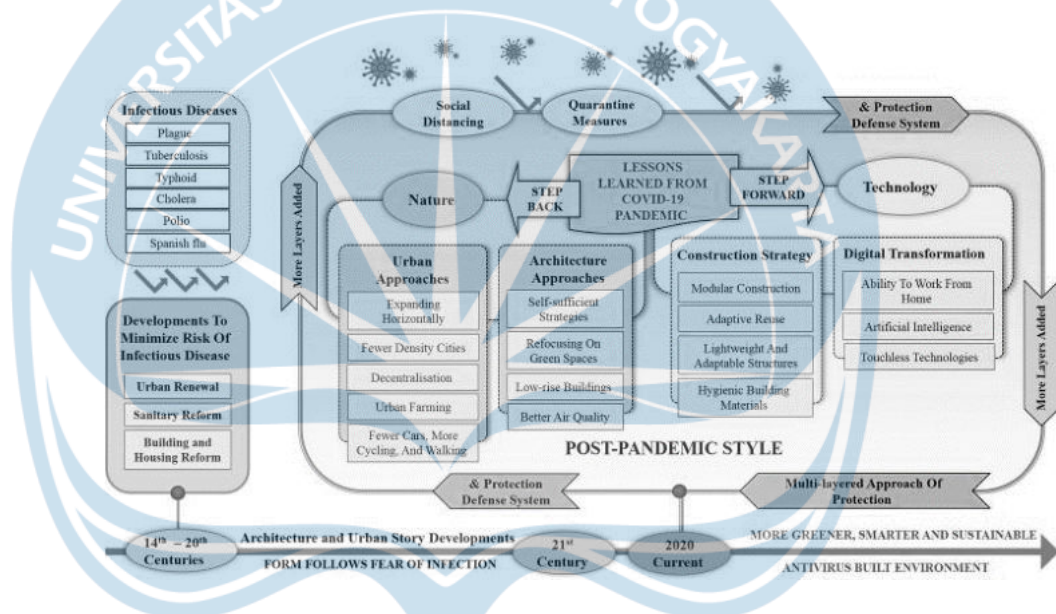 UNIVERSITAS
YOGYAKARTA
Infectious Diseases
Plague
Tuberculosis
Typhoid
Cholera
Polio
Spanish flu
Developments To
Minimize Risk Of
Infectious Disease
Urban Renewal
Sanitary Reform
Building and
Housing Reform
Social
Distancing
Quarantine
Measures
& Protection
Defense System
More Layers Added
Nature
STEP
BACK
LESSONS
LEARNED FROM
COVID-19
PANDEMIC
STEP
FORWARD
Technology
Urban
Approaches
Expanding
Horizontally
Fewer Density Cities
Decentralisation
Urban Farming
Fewer Cars, More
Cycling, And Walking
Architecture
Approaches
Self-sufficient
Strategies
Refocusing On
Green Spaces
Low-rise Buildings
Better Air Quality
Construction Strategy
Modular Construction
Adaptive Reuse
Lightweight And
Adaptable Structures
Hygienic Building
Materials
Digital Transformation
Ability To Work From
Home
Artificial Intelligence
Touchless Technologies
More Layers Added
POST-PANDEMIC STYLE
& Protection
Defense System
Multi-layered Approach Of
Protection
14th – 20th
Centuries
Architecture and Urban Story Developments
FORM FOLLOWS FEAR OF INFECTION
21st
Century
2020
Current
MORE GREENER, SMARTER AND SUSTAINABLE
ANTIVIRUS BUILT ENVIRONMENT